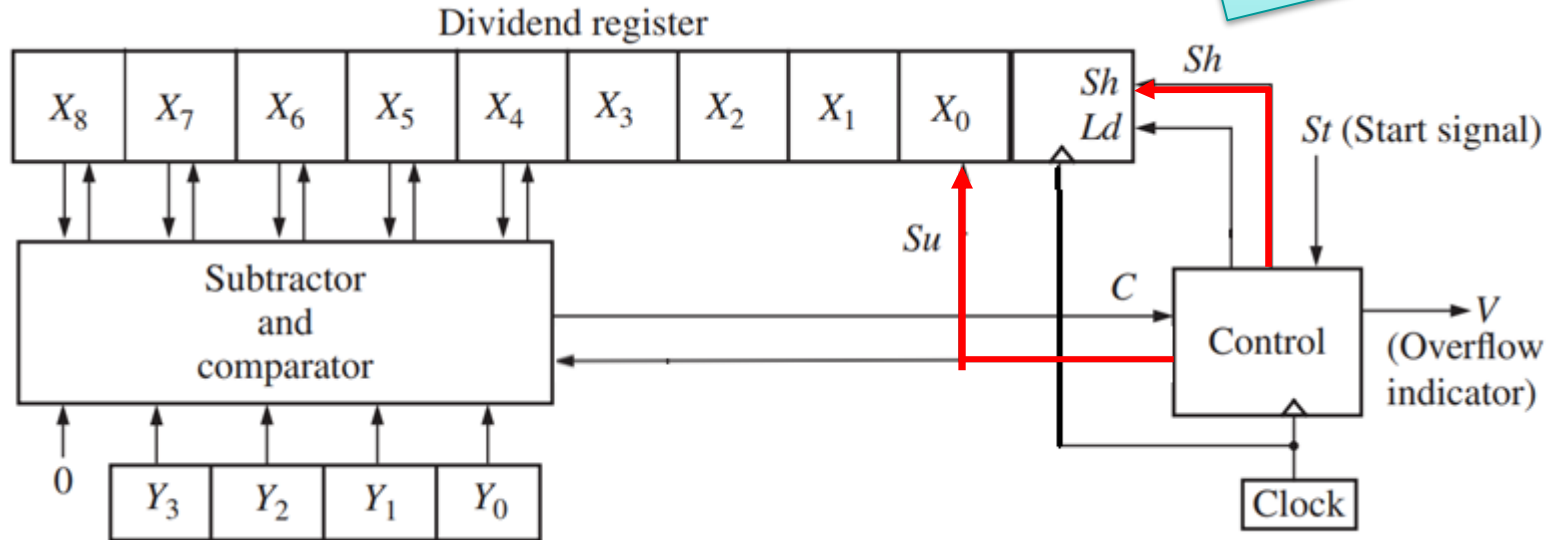 Dividend register
X₈ X₇ X₆ X₅ X₄ X₃ X₂ X₁ X₀ Sh Ld
Sh
St (Start signal)
Su
C
Subtractor
and
comparator
Control
V
(Overflow
indicator)
0
Y₃ Y₂ Y₁ Y₀
Clock